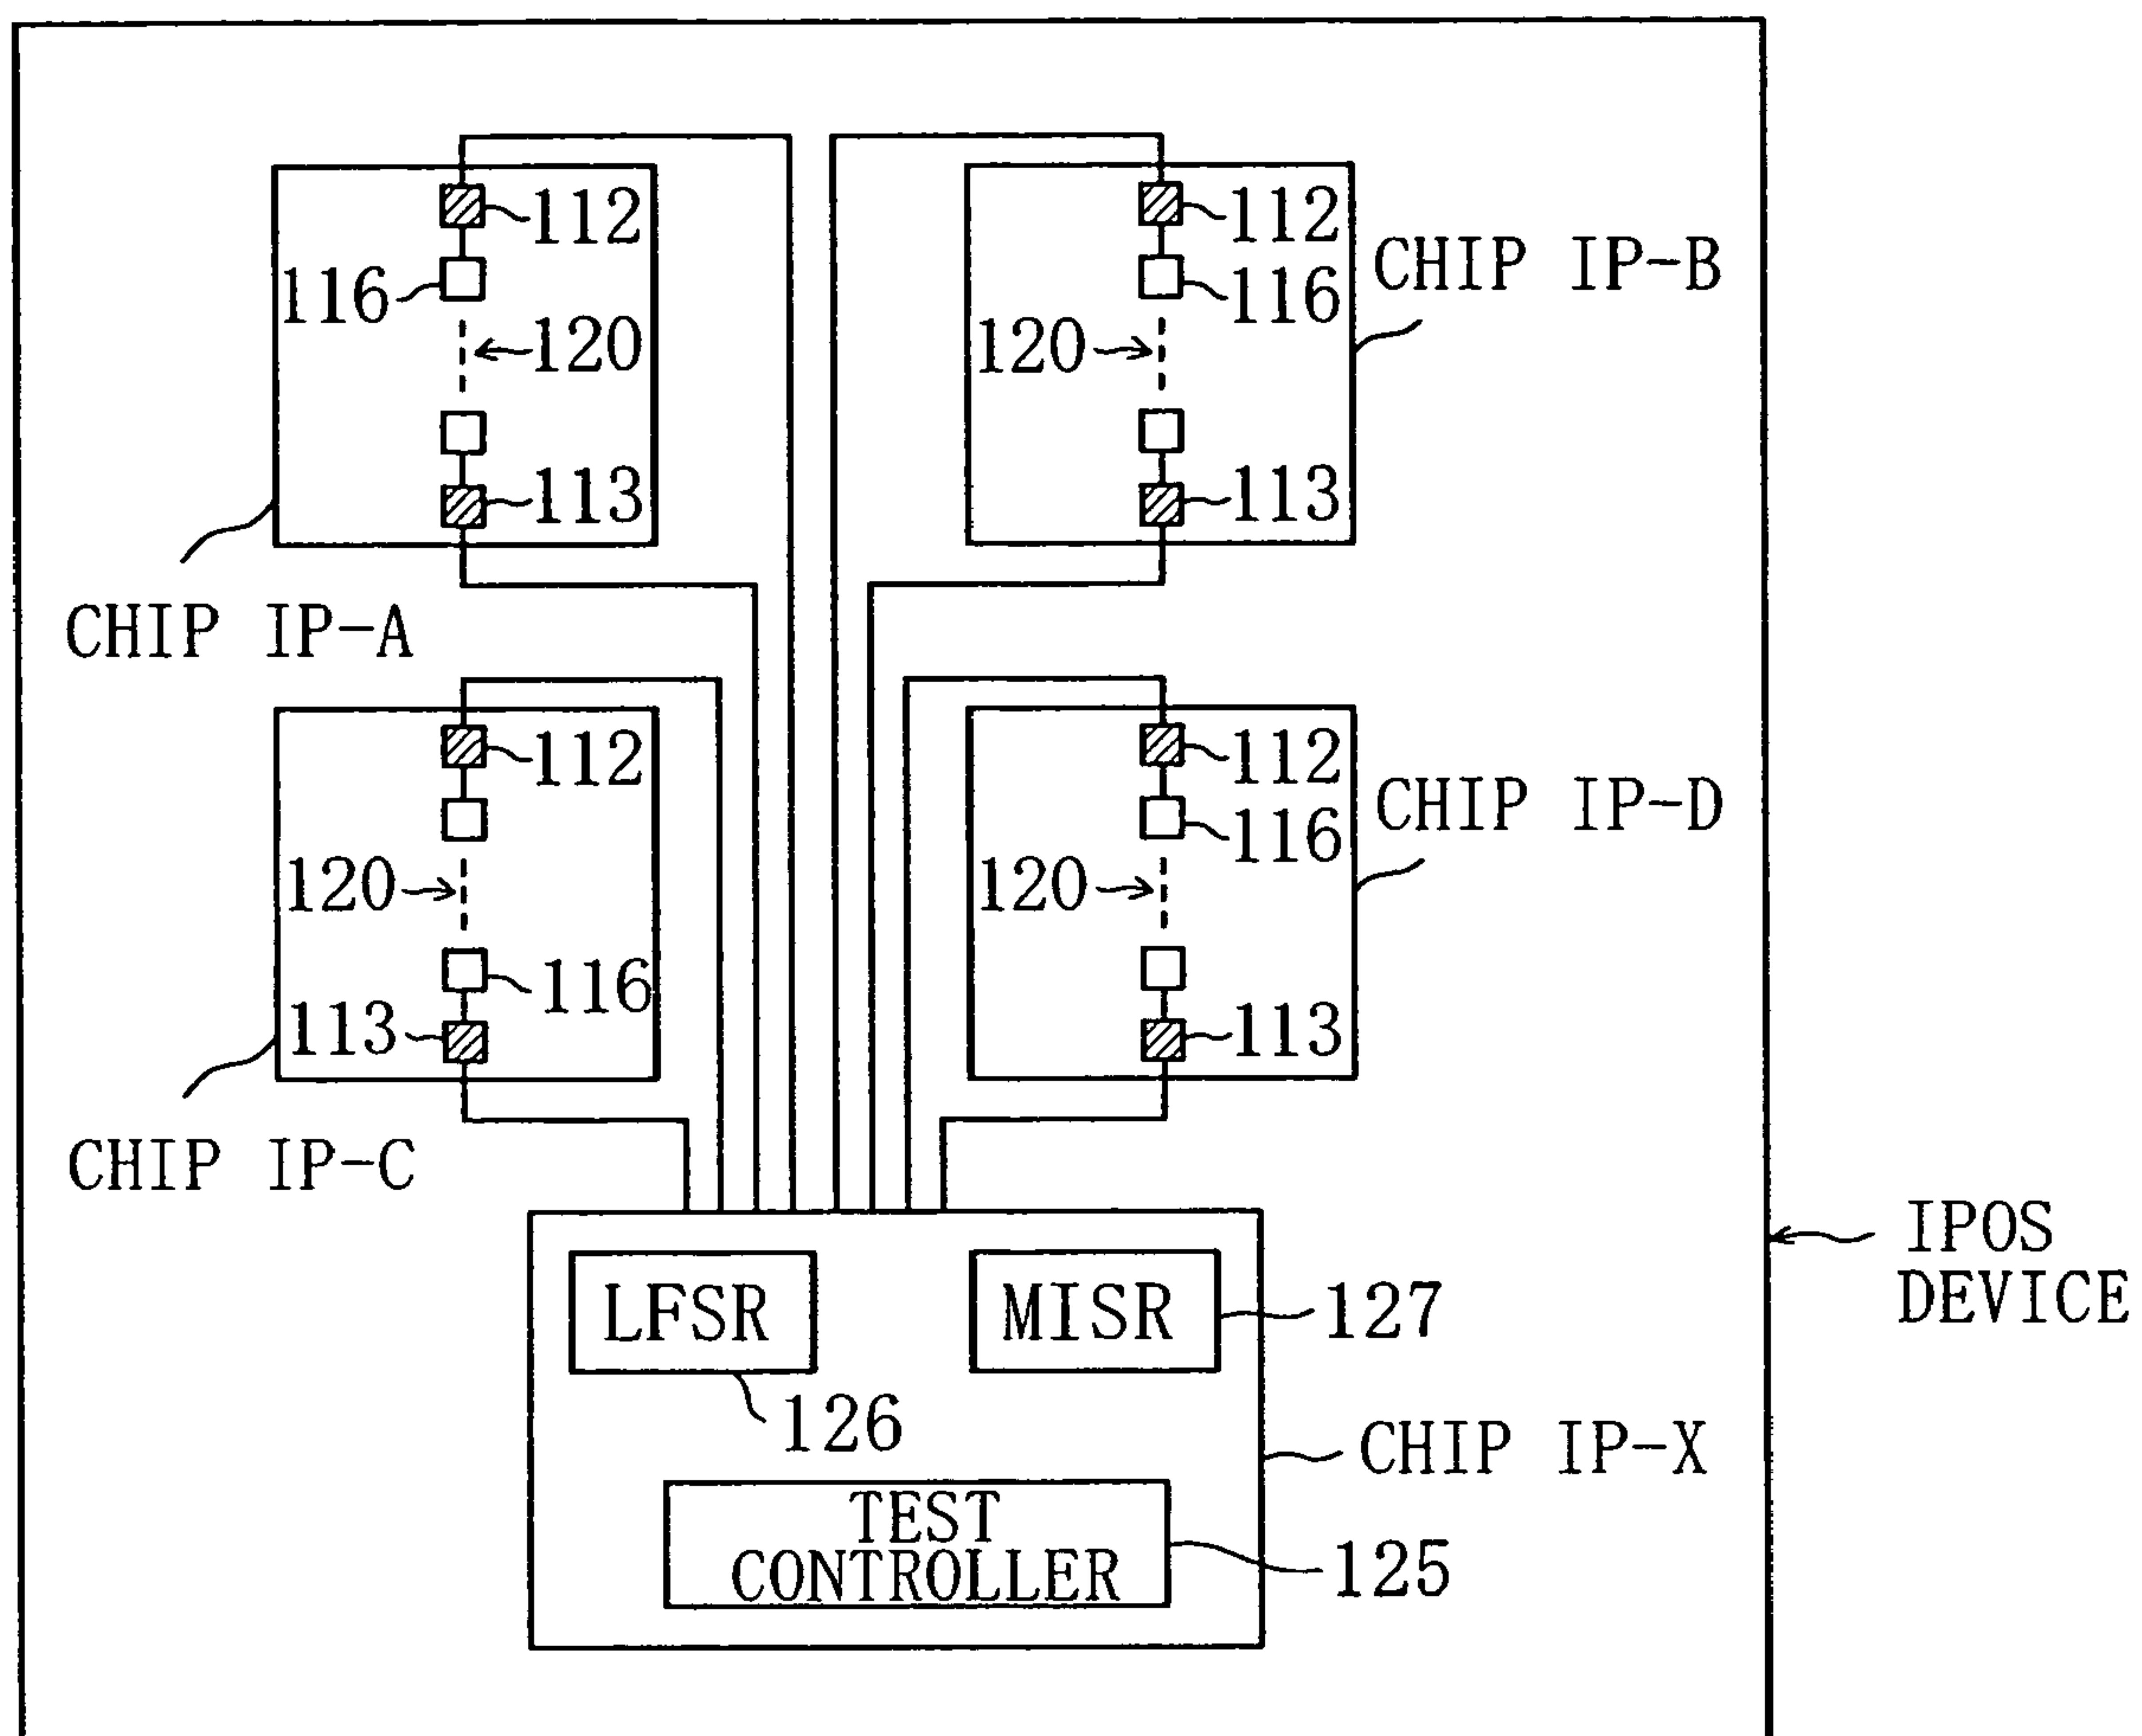 112
116
120
113
CHIP IP-A
112
116
120
113
CHIP IP-B
112
120
116
113
CHIP IP-C
112
116
120
113
CHIP IP-D
IPOS
DEVICE
LFSR
126
MISR
127
CHIP IP-X
TEST
CONTROLLER
125